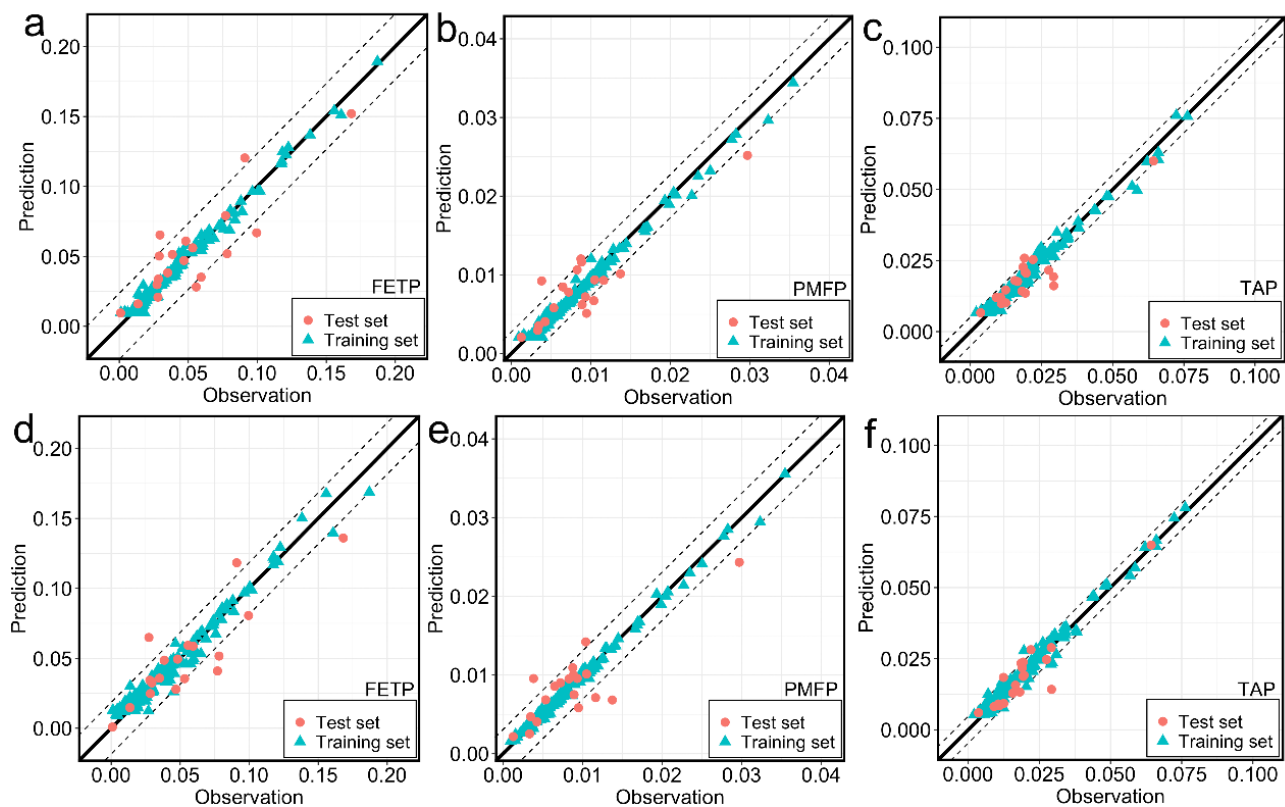 a
0.20
0.15
0.10
0.05
0.00
Prediction
FETP
Test set
Training set
0.00 0.05 0.10 0.15 0.20
Observation
b
0.04
0.03
0.02
0.01
0.00
Prediction
PMFP
Test set
Training set
0.00 0.01 0.02 0.03 0.04
Observation
c
0.100
0.075
0.050
0.025
0.000
Prediction
TAP
Test set
Training set
0.000 0.025 0.050 0.075 0.100
Observation
d
0.20
0.15
0.10
0.05
0.00
Prediction
FETP
Test set
Training set
0.00 0.05 0.10 0.15 0.20
Observation
e
0.04
0.03
0.02
0.01
0.00
Prediction
PMFP
Test set
Training set
0.00 0.01 0.02 0.03 0.04
Observation
f
0.100
0.075
0.050
0.025
0.000
Prediction
TAP
Test set
Training set
0.000 0.025 0.050 0.075 0.100
Observation